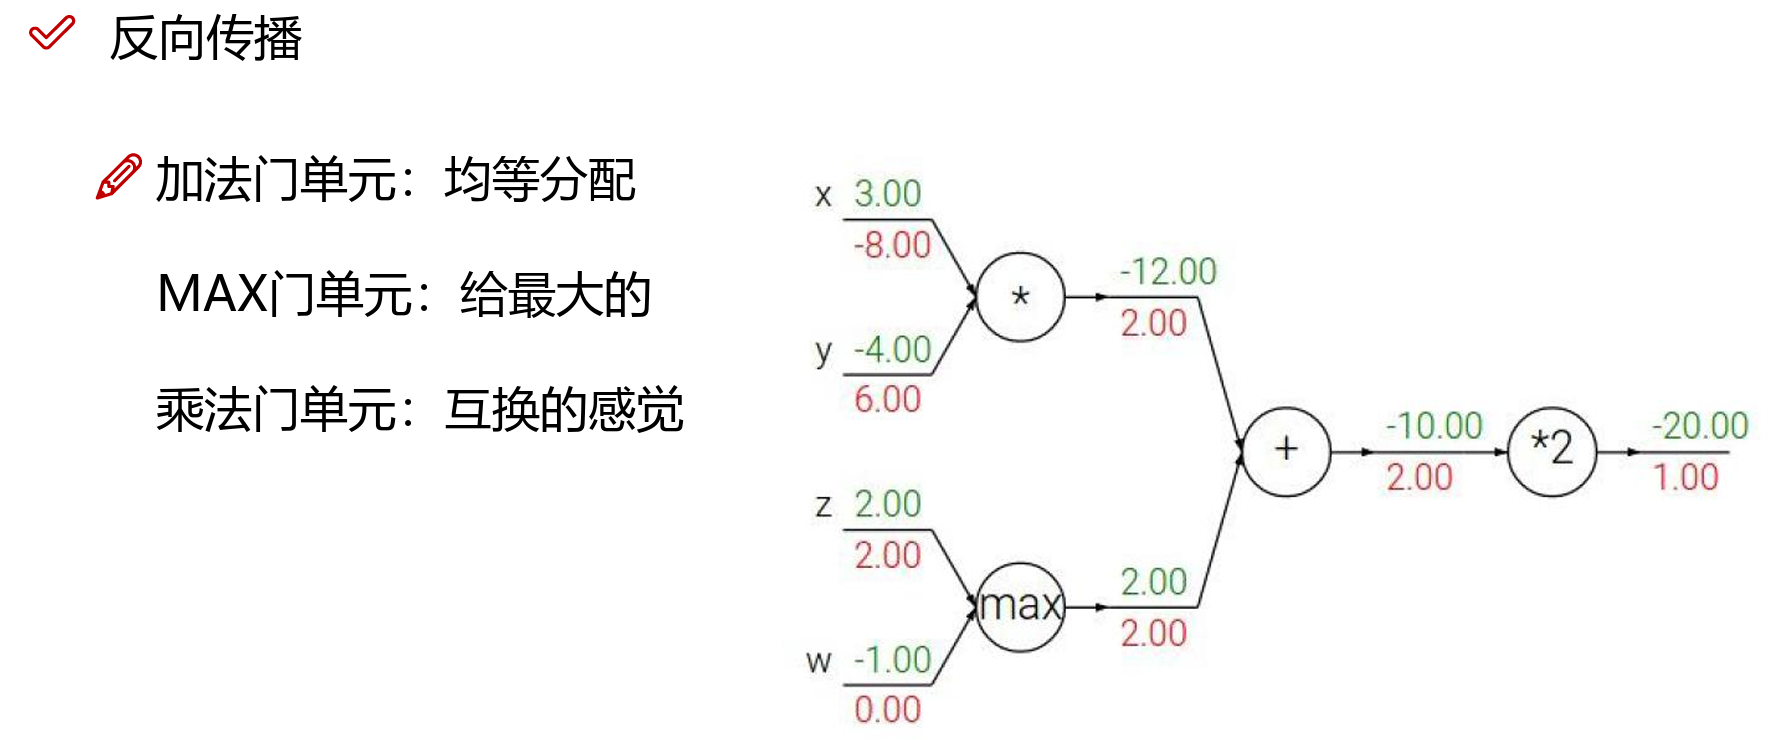 反向传播
加法门单元：均等分配
MAX门单元：给最大的
乘法门单元：互换的感觉
x 3.00
-8.00
y -4.00
6.00
*
-12.00
2.00
z 2.00
2.00
w -1.00
0.00
max
2.00
2.00
+
-10.00
2.00
*2
-20.00
1.00